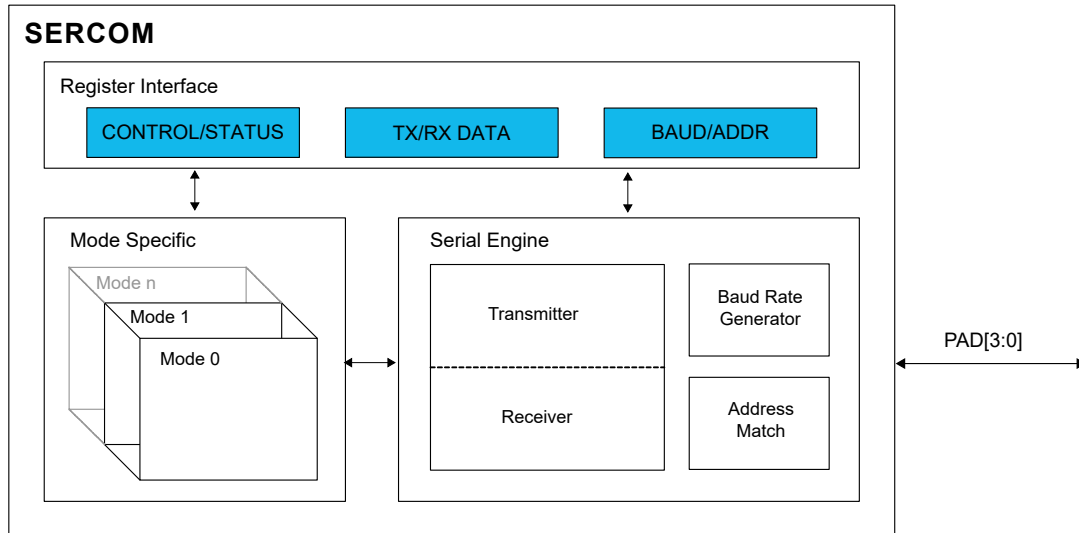 SERCOM
Register Interface
CONTROL/STATUS
TX/RX DATA
BAUD/ADDR
Mode Specific
Mode n
Mode 1
Mode 0
Serial Engine
Transmitter
Receiver
Baud Rate
Generator
Address
Match
PAD[3:0]